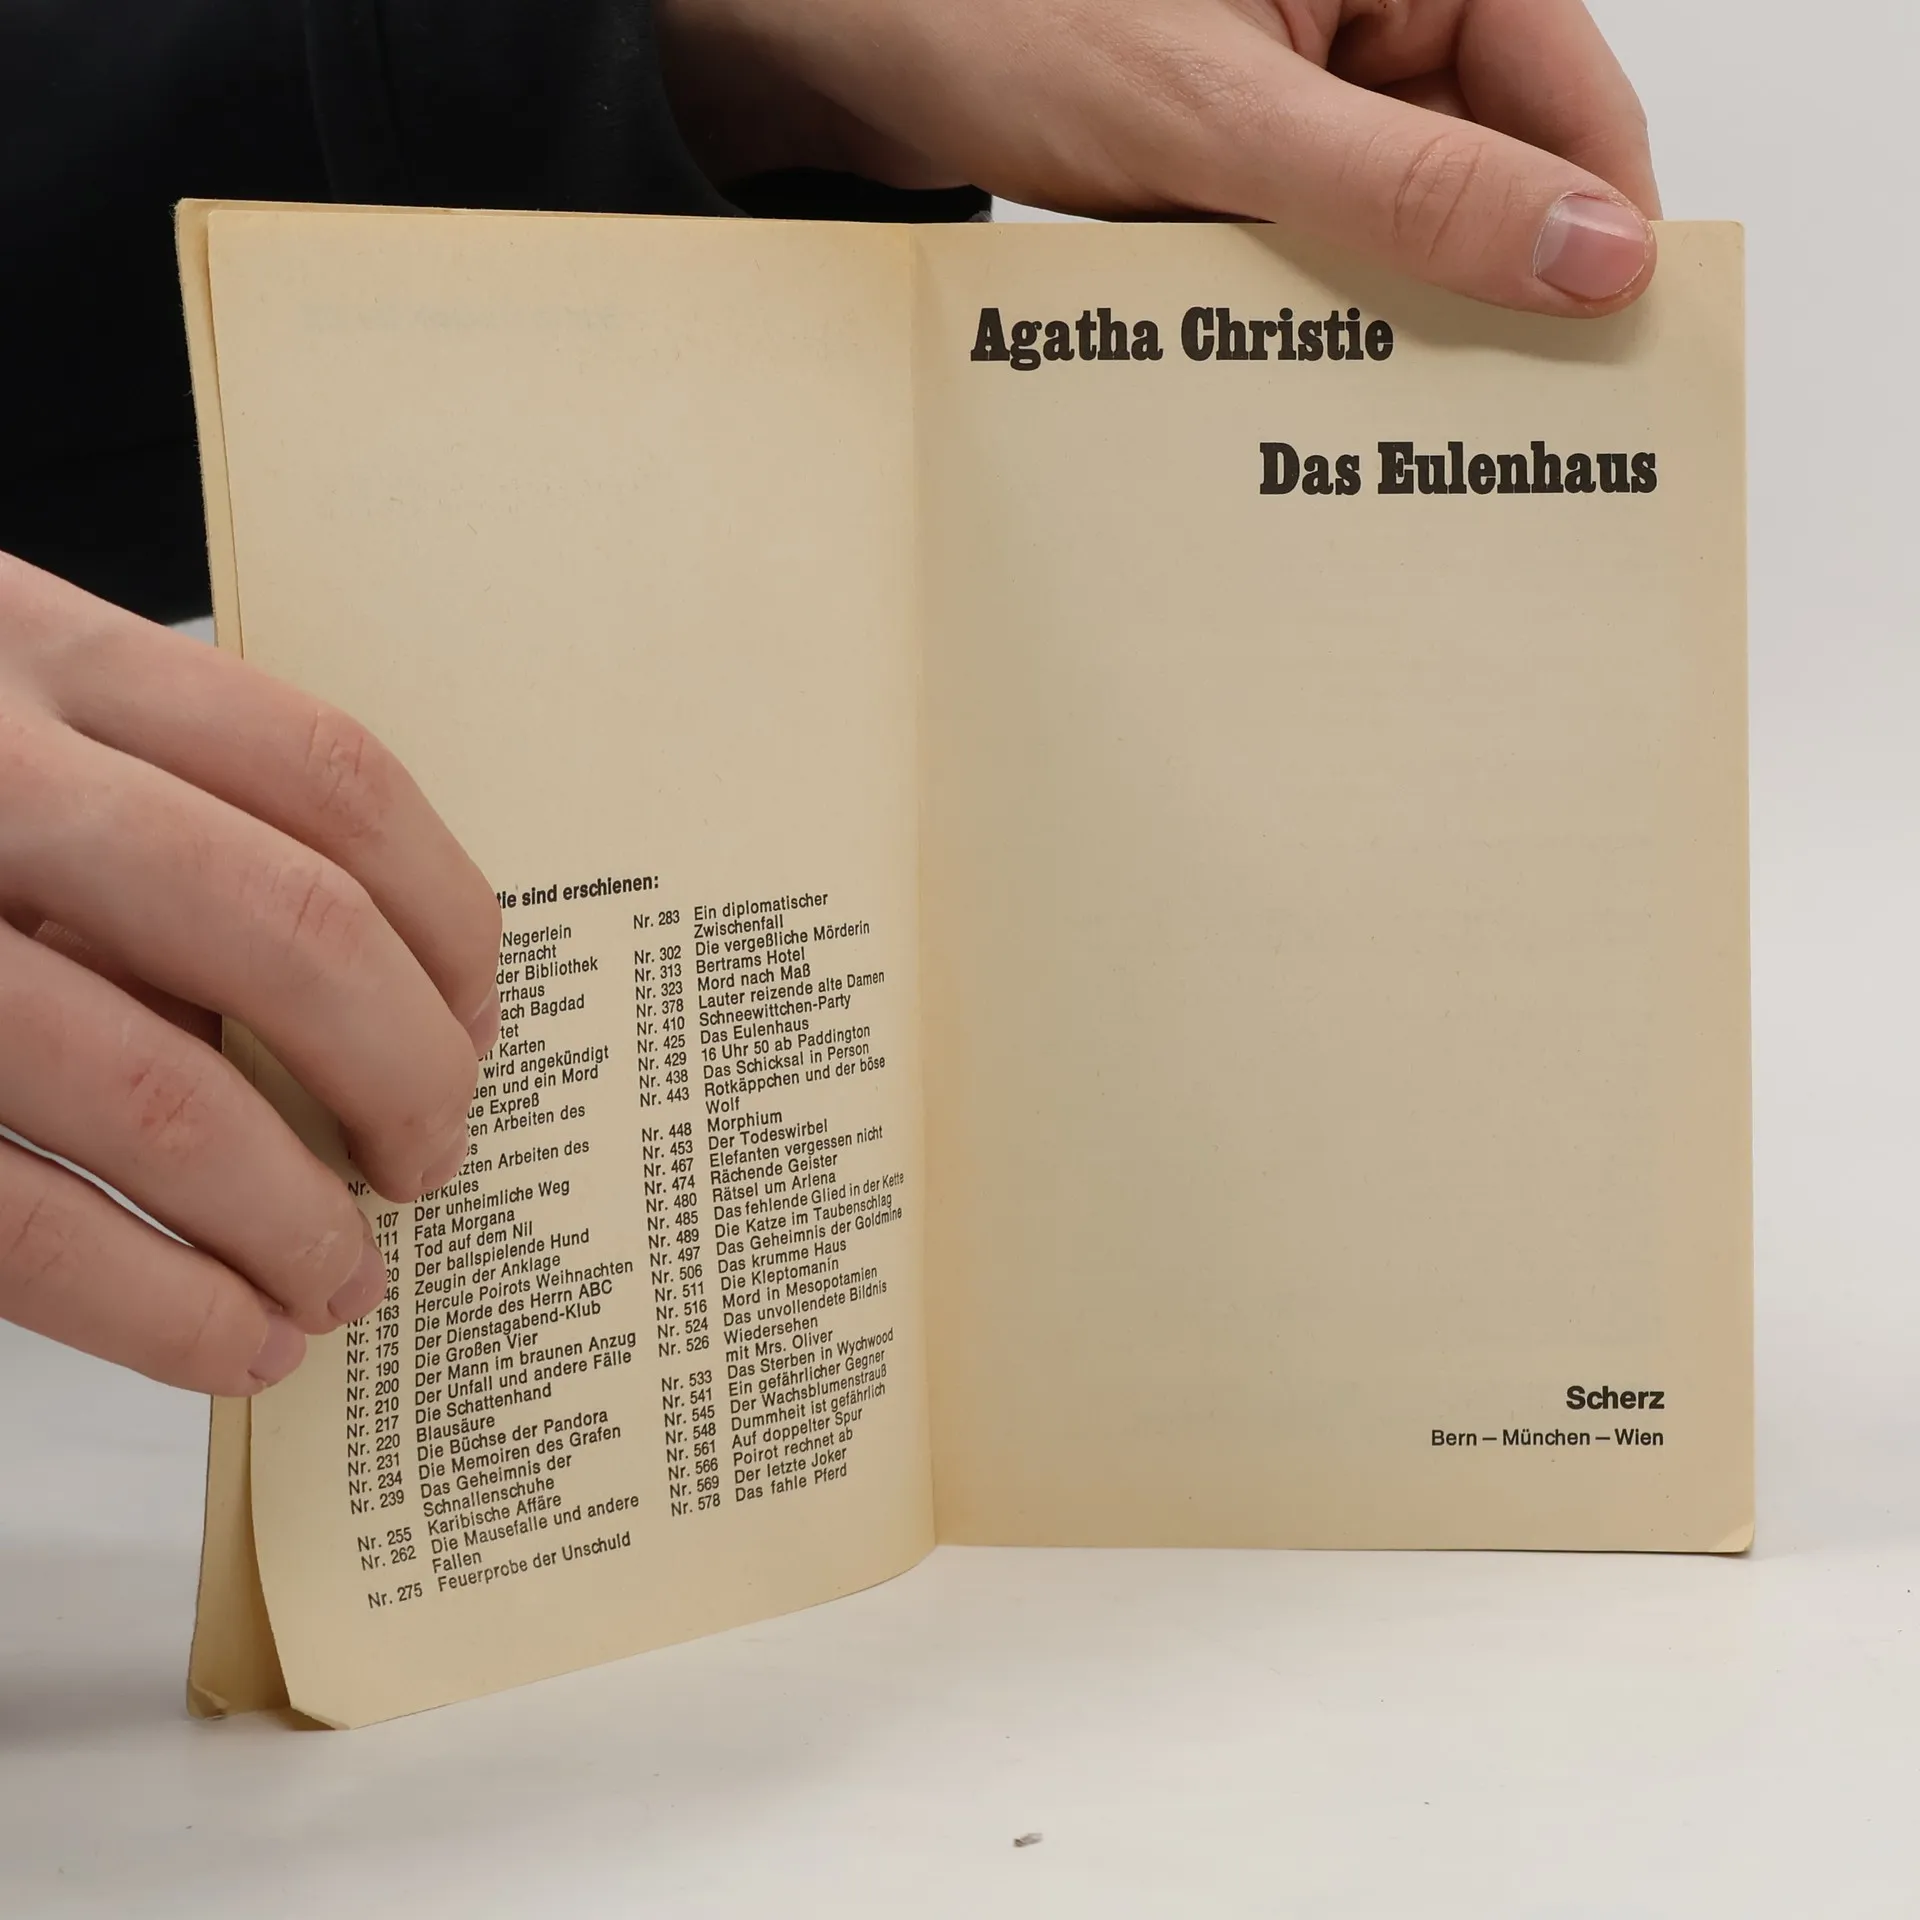 tie sind erschienen:
Negerlein
ternacht
der Bibliothek
rrhaus
ach Bagdad
tet
n Karten
wird angekündigt
uen und ein Mord
ue Expreß
ten Arbeiten des
s
Nr. tzten Arbeiten des
Herkules
107 Der unheimliche Weg
111 Fata Morgana
14 Tod auf dem Nil
20 Der ballspielende Hund
46 Zeugin der Anklage
Nr. 163 Hercule Poirots Weihnachten
Nr. 170 Die Morde des Herrn ABC
Nr. 175 Der Dienstagabend-Klub
Nr. 190 Die Großen Vier
Nr. 200 Der Mann im braunen Anzug
Nr. 210 Der Unfall und andere Fälle
Nr. 217 Die Schattenhand
Nr. 220 Blausäure
Nr. 231 Die Büchse der Pandora
Nr. 234 Die Memoiren des Grafen
Nr. 239 Das Geheimnis der
Schnallenschuhe
Nr. 255 Karibische Affäre
Nr. 262 Die Mausefalle und andere
Fallen
Nr. 275 Feuerprobe der Unschuld
Nr. 283 Ein diplomatischer
Zwischenfall
Nr. 302 Die vergeßliche Mörderin
Nr. 313 Bertrams Hotel
Nr. 323 Mord nach Maß
Nr. 378 Lauter reizende alte Damen
Nr. 410 Schneewittchen-Party
Nr. 425 Das Eulenhaus
Nr. 429 16 Uhr 50 ab Paddington
Nr. 438 Das Schicksal in Person
Nr. 443 Rotkäppchen und der böse
Wolf
Nr. 448 Morphium
Nr. 453 Der Todeswirbel
Nr. 467 Elefanten vergessen nicht
Nr. 474 Rächende Geister
Nr. 480 Rätsel um Arlena
Nr. 485 Das fehlende Glied in der Kette
Nr. 489 Die Katze im Taubenschlag
Nr. 497 Das Geheimnis der Goldmine
Nr. 506 Das krumme Haus
Nr. 511 Die Kleptomanin
Nr. 516 Mord in Mesopotamien
Nr. 524 Das unvollendete Bildnis
Nr. 526 Wiedersehen
mit Mrs. Oliver
Nr. 533 Das Sterben in Wychwood
Nr. 541 Ein gefährlicher Gegner
Nr. 545 Der Wachsblumenstrauß
Nr. 548 Dummheit ist gefährlich
Nr. 561 Auf doppelter Spur
Nr. 566 Poirot rechnet ab
Nr. 569 Der letzte Joker
Nr. 578 Das fahle Pferd
Agatha Christie
Das Eulenhaus
Scherz
Bern – München – Wien